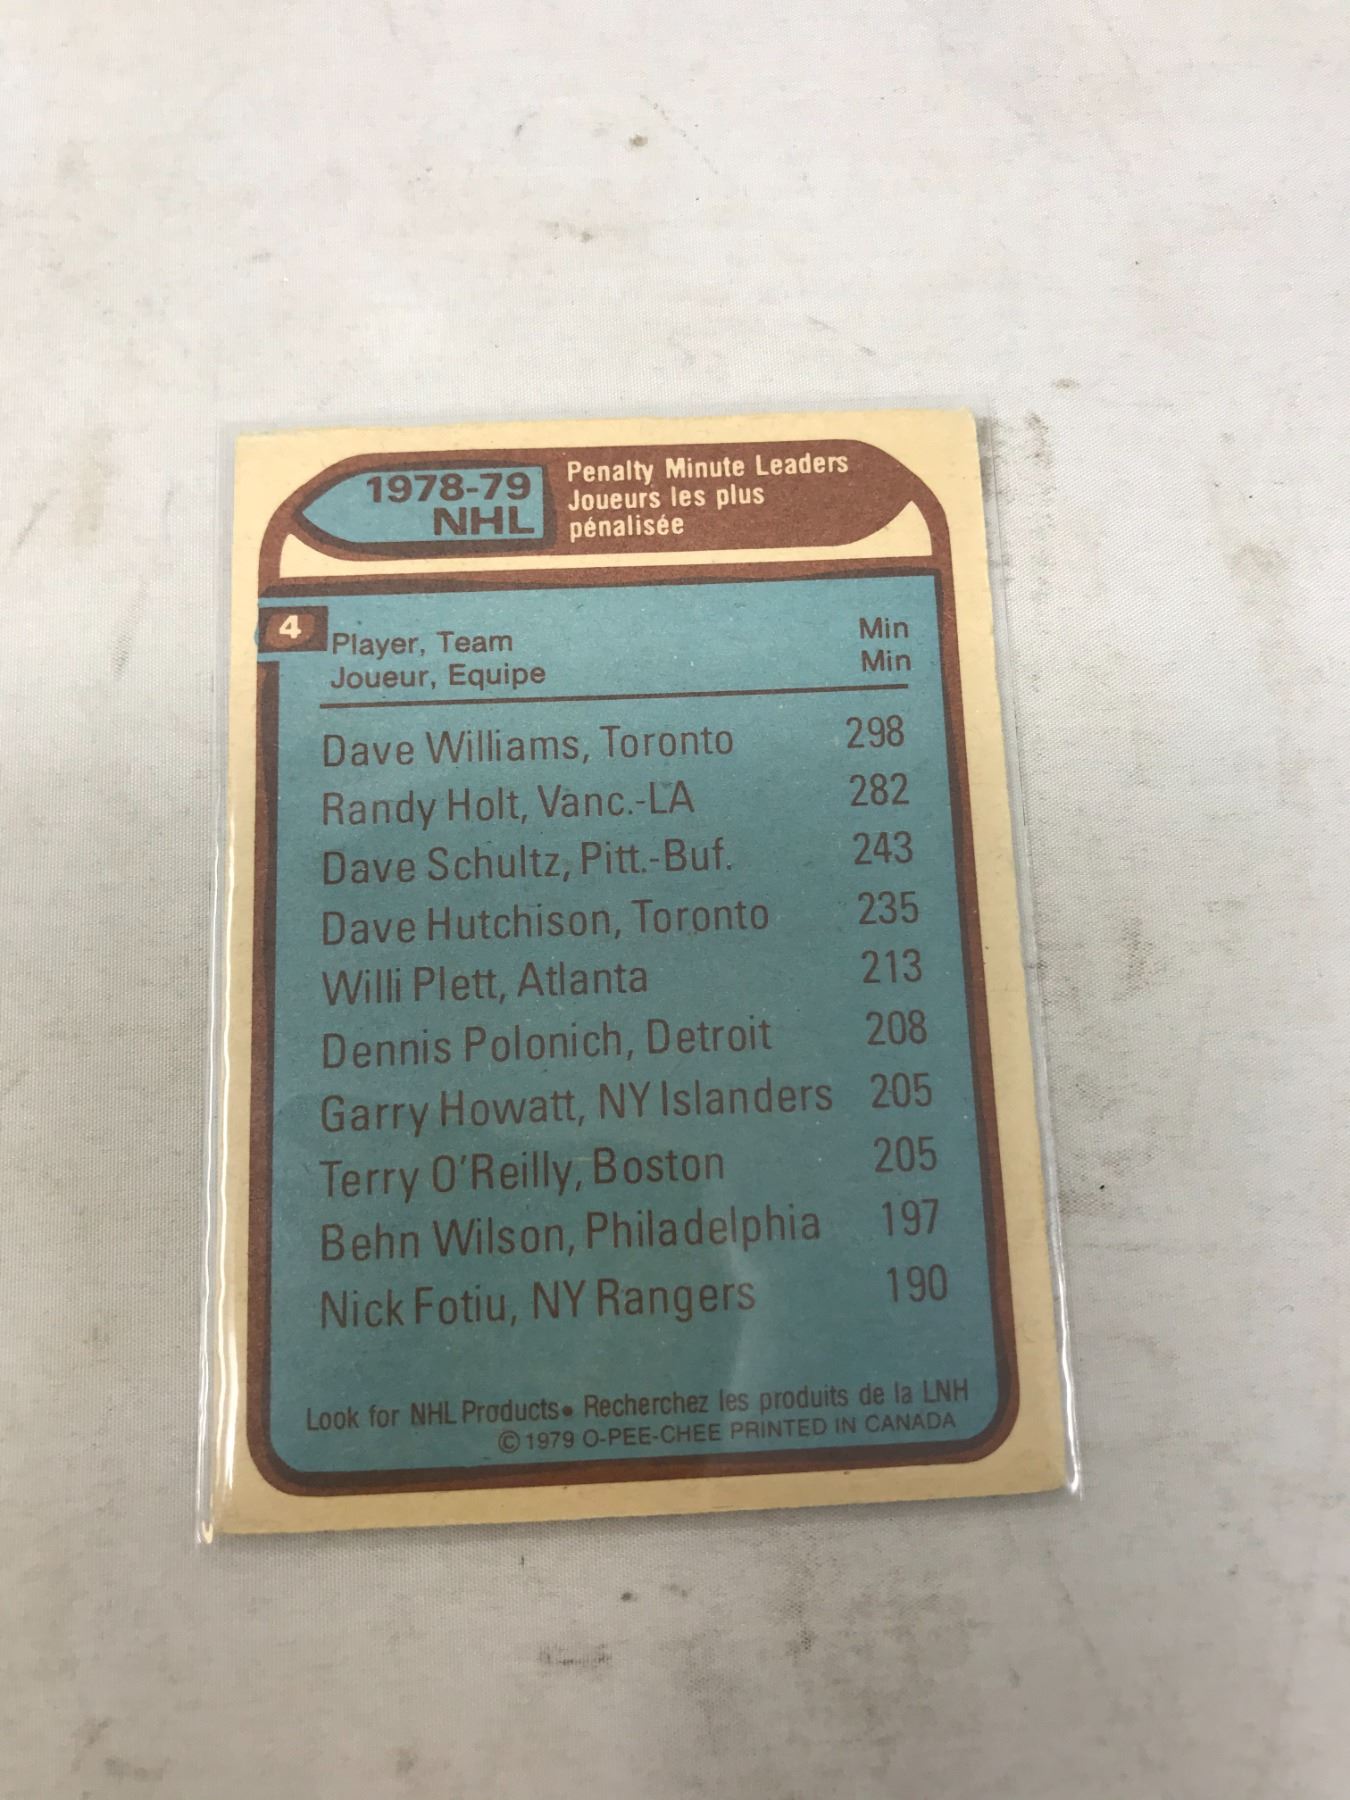 1978-79
NHL
Penalty Minute Leaders
Joueurs les plus
pénalisée
4
Player, Team Min
Joueur, Equipe Min
Dave Williams, Toronto 298
Randy Holt, Vanc.-LA 282
Dave Schultz, Pitt.-Buf. 243
Dave Hutchison, Toronto 235
Willi Plett, Atlanta 213
Dennis Polonich, Detroit 208
Garry Howatt, NY Islanders 205
Terry O'Reilly, Boston 205
Behn Wilson, Philadelphia 197
Nick Fotiu, NY Rangers 190
Look for NHL Products• Recherchez les produits de la LNH
© 1979 O-PEE-CHEE PRINTED IN CANADA